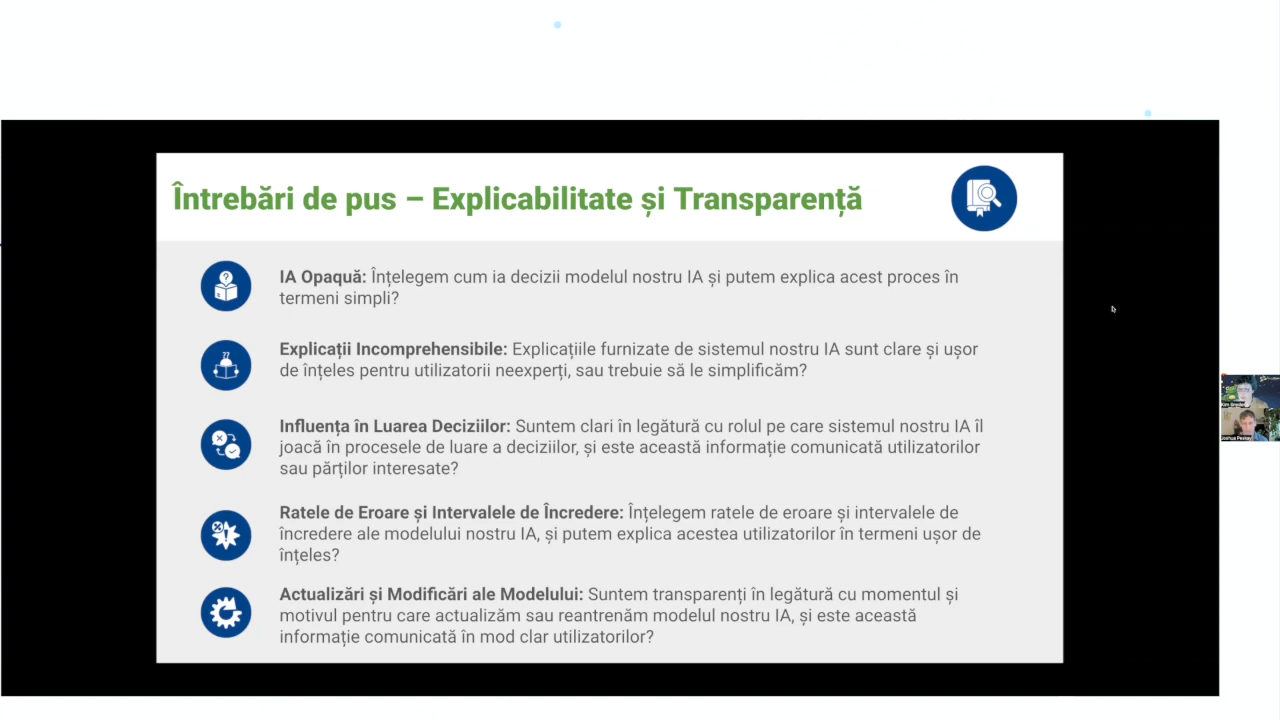 Întrebări de pus – Explicabilitate și Transparență
IA Opaquă: Înțelegem cum ia decizii modelul nostru IA și putem explica acest proces în
termeni simpli?
Explicații Incomprehensibile: Explicațiile furnizate de sistemul nostru IA sunt clare și ușor
de înțeles pentru utilizatorii neexperți, sau trebuie să le simplificăm?
Influența în Luarea Deciziilor: Suntem clari în legătură cu rolul pe care sistemul nostru IA îl
joacă în procesele de luare a deciziilor, și este această informație comunicată utilizatorilor
sau părților interesate?
Ratele de Eroare și Intervalele de Încredere: Înțelegem ratele de eroare și intervalele de
încredere ale modelului nostru IA, și putem explica acestea utilizatorilor în termeni ușor de
înțeles?
Actualizări și Modificări ale Modelului: Suntem transparenți în legătură cu momentul și
motivul pentru care actualizăm sau reantrenăm modelul nostru IA, și este această
informație comunicată în mod clar utilizatorilor?
Joshua Peskay